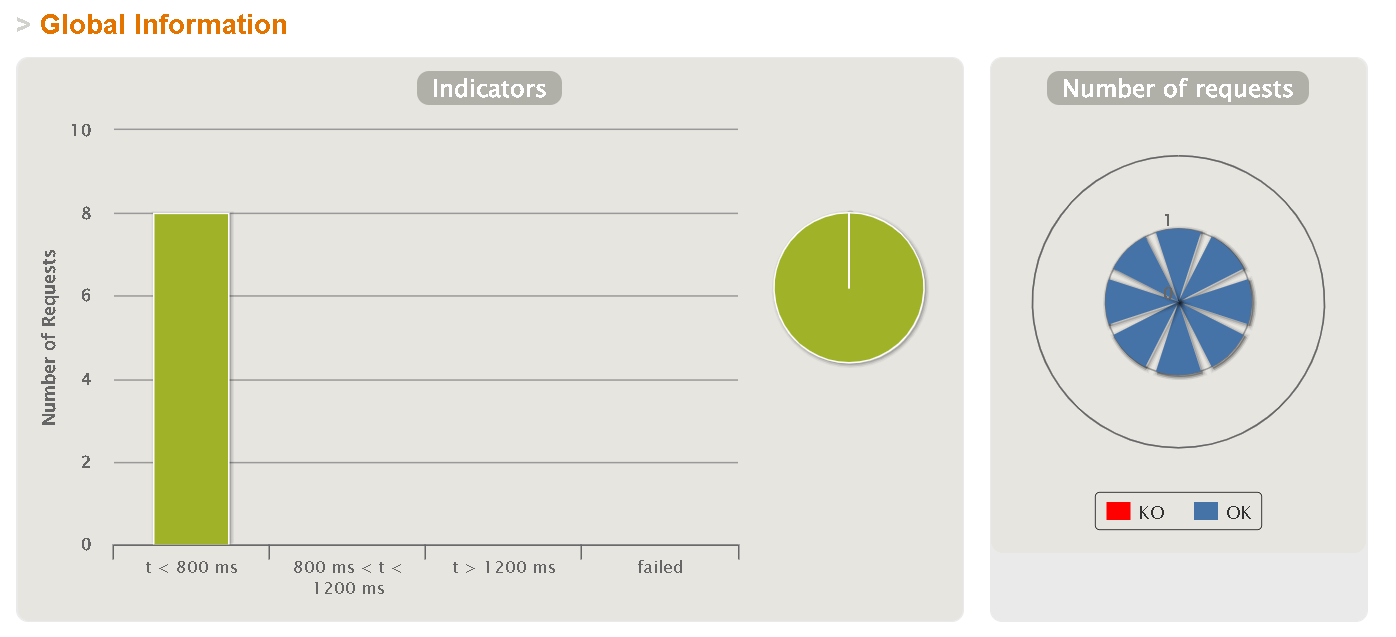 > Global Information
Indicators
10
8
6
4
2
0
Number of Requests
t < 800 ms
800 ms < t <
1200 ms
t > 1200 ms
failed
Number of requests
1
0
KO
OK